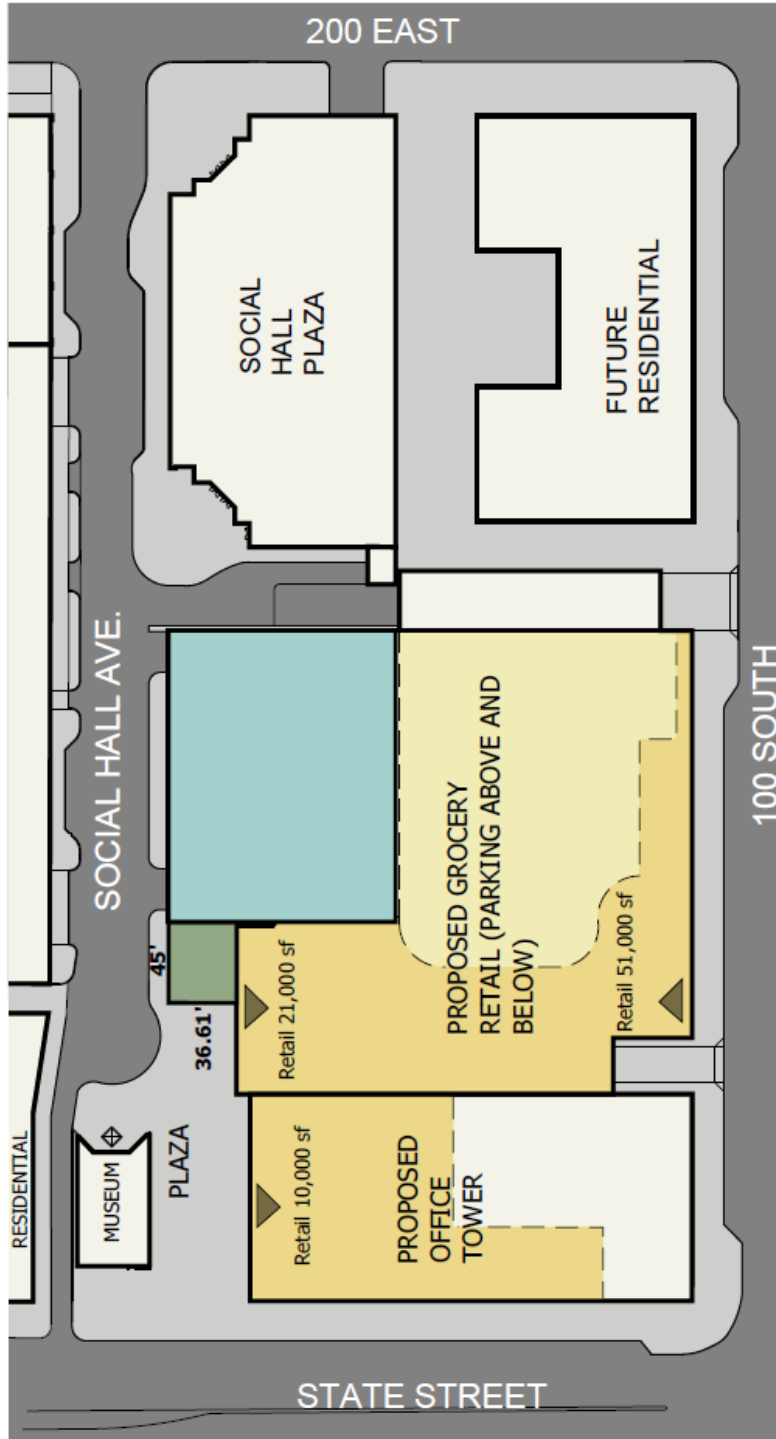 200 EAST
SOCIAL
HALL
PLAZA
FUTURE
RESIDENTIAL
SOCIAL HALL AVE.
100 SOUTH
PROPOSED GROCERY
RETAIL (PARKING ABOVE AND
BELOW)
45'
36.61'
Retail 21,000 sf
Retail 51,000 sf
RESIDENTIAL
MUSEUM
PLAZA
Retail 10,000 sf
PROPOSED
OFFICE
TOWER
STATE STREET